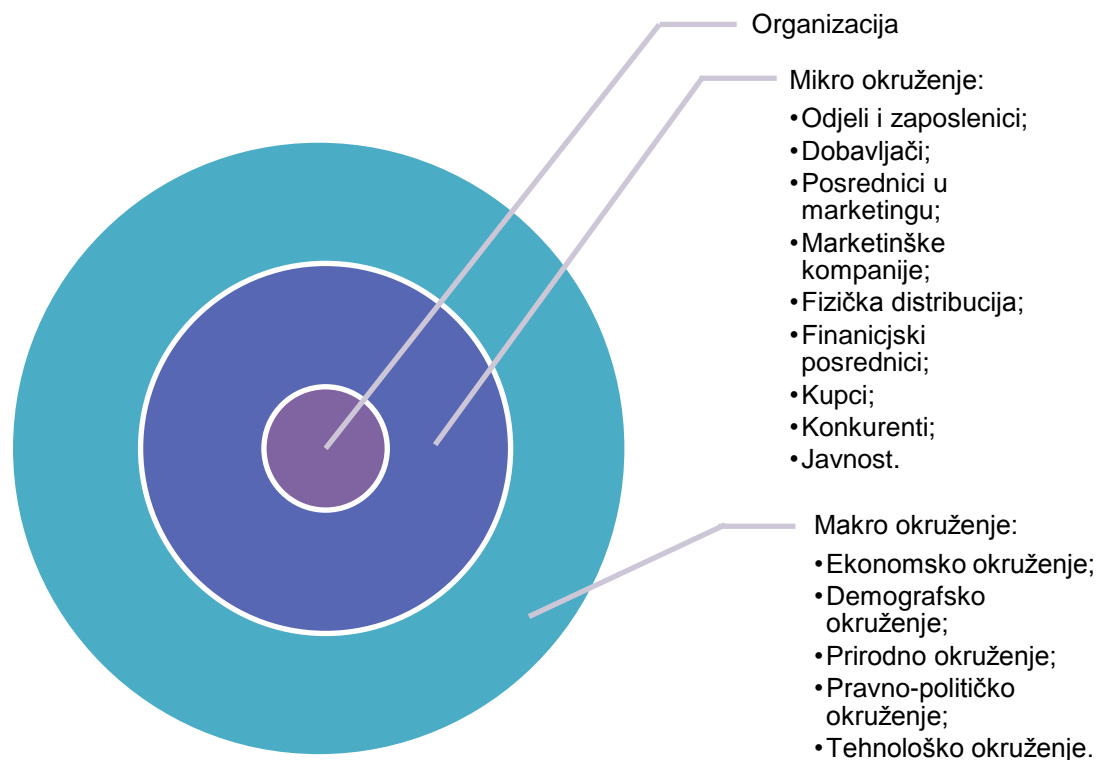 Organizacija
Mikro okruženje:
•Odjeli i zaposlenici;
•Dobavljači;
•Posrednici u
marketingu;
•Marketinške
kompanije;
•Fizička distribucija;
•Finanicjski
posrednici;
•Kupci;
•Konkurenti;
•Javnost.
Makro okruženje:
•Ekonomsko okruženje;
•Demografsko
okruženje;
•Prirodno okruženje;
•Pravno-političko
okruženje;
•Tehnološko okruženje.